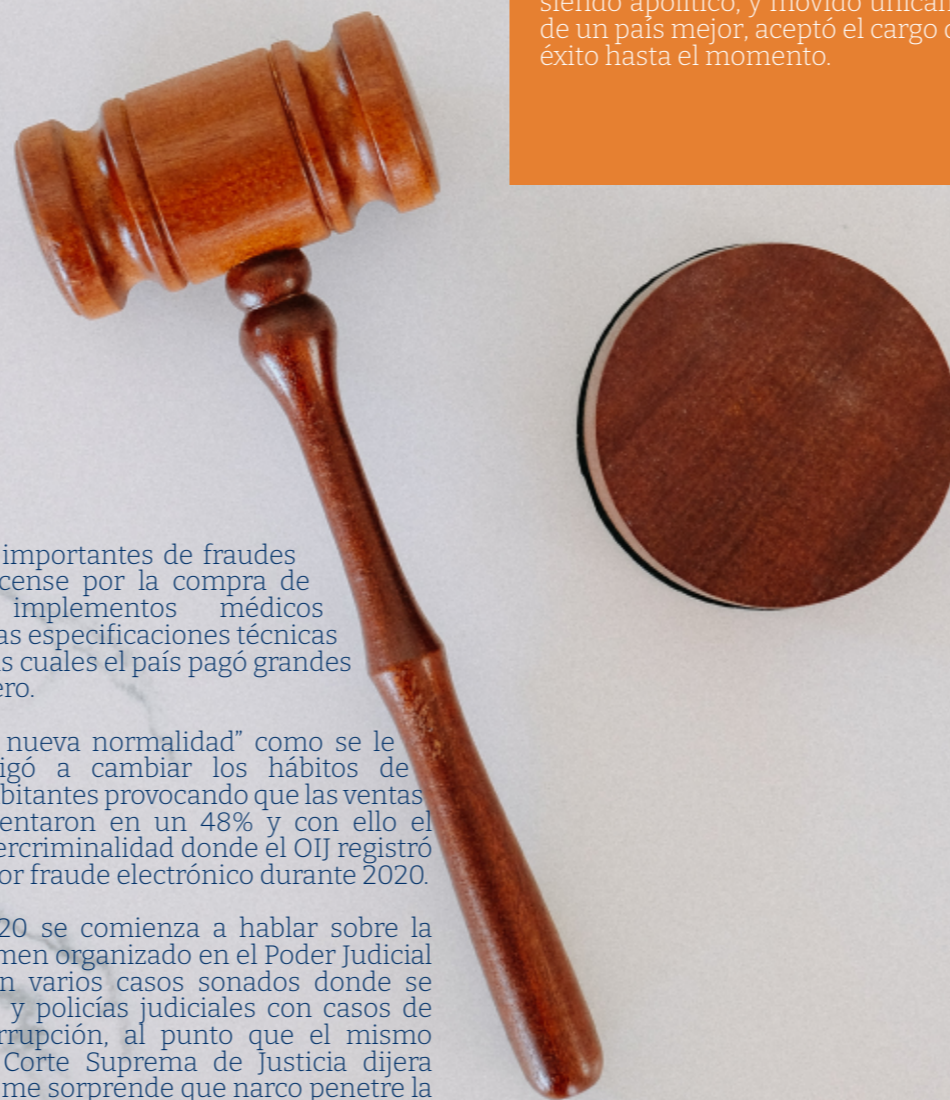 siendo apolítico, y movido
de un país mejor, aceptó el cargo
éxito hasta el momento.
importantes de fraudes
cense por la compra de
implementos médicos
as especificaciones técnicas
s cuales el país pagó grandes
ero.
nueva normalidad” como se le
igó a cambiar los hábitos de
bitantes provocando que las ventas
entaron en un 48% y con ello el
ercriminalidad donde el OIJ registró
or fraude electrónico durante 2020.
20 se comienza a hablar sobre la
men organizado en el Poder Judicial
n varios casos sonados donde se
y policías judiciales con casos de
rrupción, al punto que el mismo
Corte Suprema de Justicia dijera
me sorprende que narco penetre la